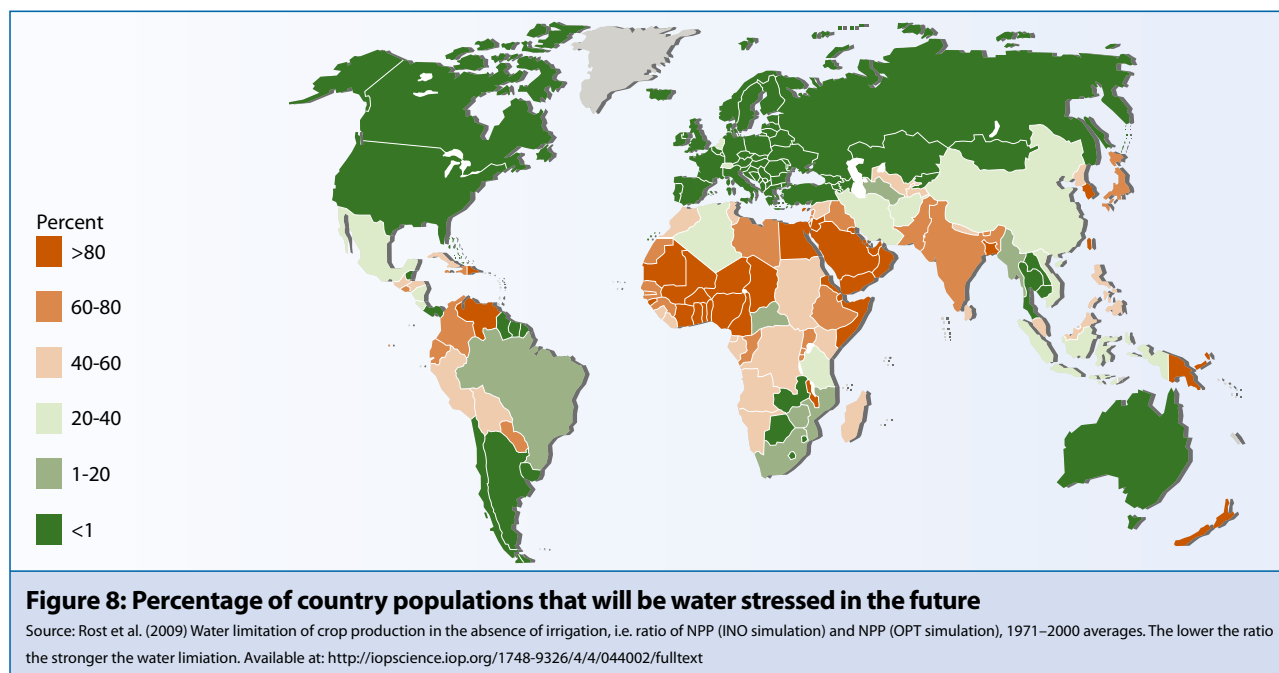 Percent
>80
60-80
40-60
20-40
1-20
<1
Figure 8: Percentage of country populations that will be water stressed in the future
Source: Rost et al. (2009) Water limitation of crop production in the absence of irrigation, i.e. ratio of NPP (INO simulation) and NPP (OPT simulation), 1971–2000 averages. The lower the ratio
the stronger the water limiation. Available at: http://iopscience.iop.org/1748-9326/4/4/044002/fulltext